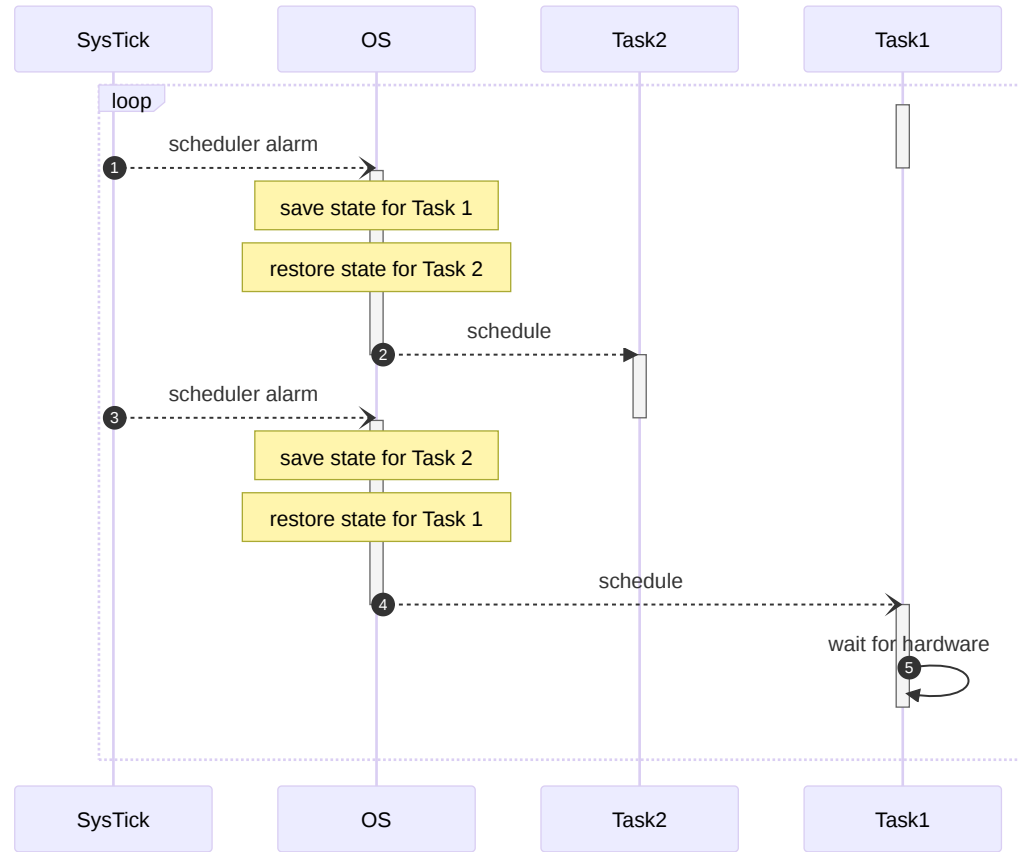 SysTick
OS
Task2
Task1
loop
scheduler alarm
1
save state for Task 1
restore state for Task 2
schedule
2
scheduler alarm
3
save state for Task 2
restore state for Task 1
schedule
4
wait for hardware
5
SysTick
OS
Task2
Task1